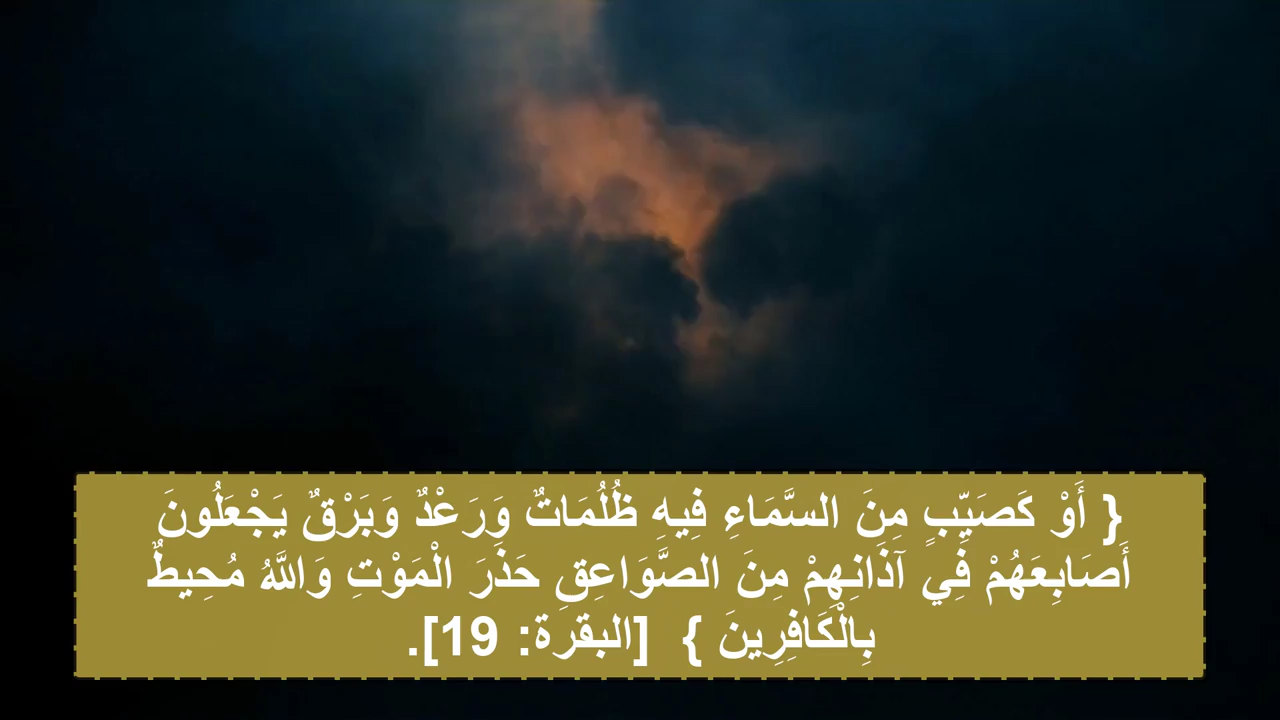 { أَوْ كَصَيِّبٍ مِنَ السَّمَاءِ فِيهِ ظُلُمَاتٌ وَرَعْدٌ وَبَرْقٌ يَجْعَلُونَ
أَصَابِعَهُمْ فِي آذَانِهِمْ مِنَ الصَّوَاعِقِ حَذَرَ الْمَوْتِ وَاللَّهُ مُحِيطٌ
بِالْكَافِرِينَ } [البقرة: 19].